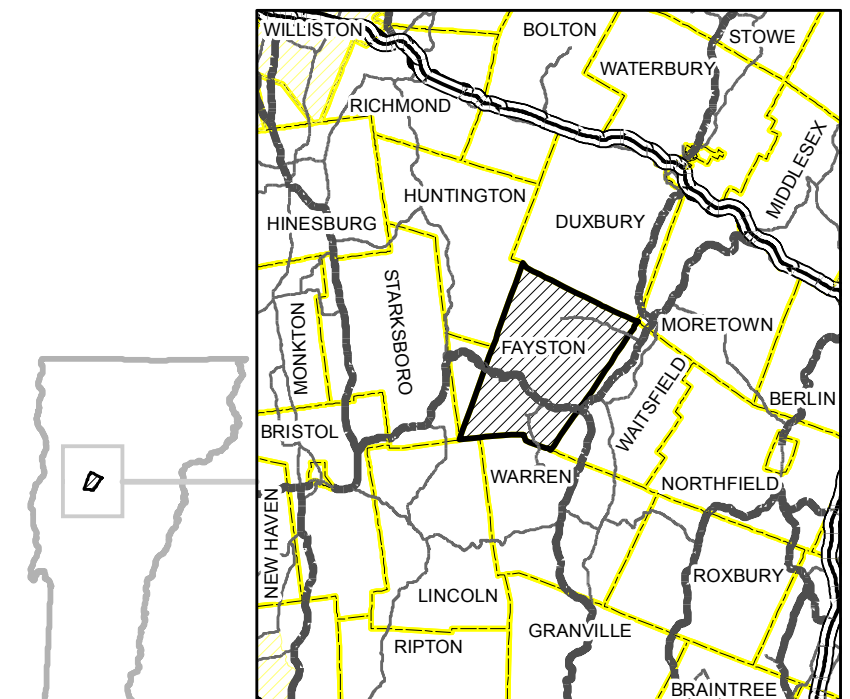 WILLISTON
BOLTON
STOWE
WATERBURY
RICHMOND
MIDDLESEX
HUNTINGTON
HINESBURG
DUXBURY
STARKSBORO
MONKTON
MORETOWN
FAYSTON
WAITSFIELD
BERLIN
BRISTOL
WARREN
NORTHFIELD
NEW HAVEN
ROXBURY
LINCOLN
GRANVILLE
RIPTON
BRAINTREE